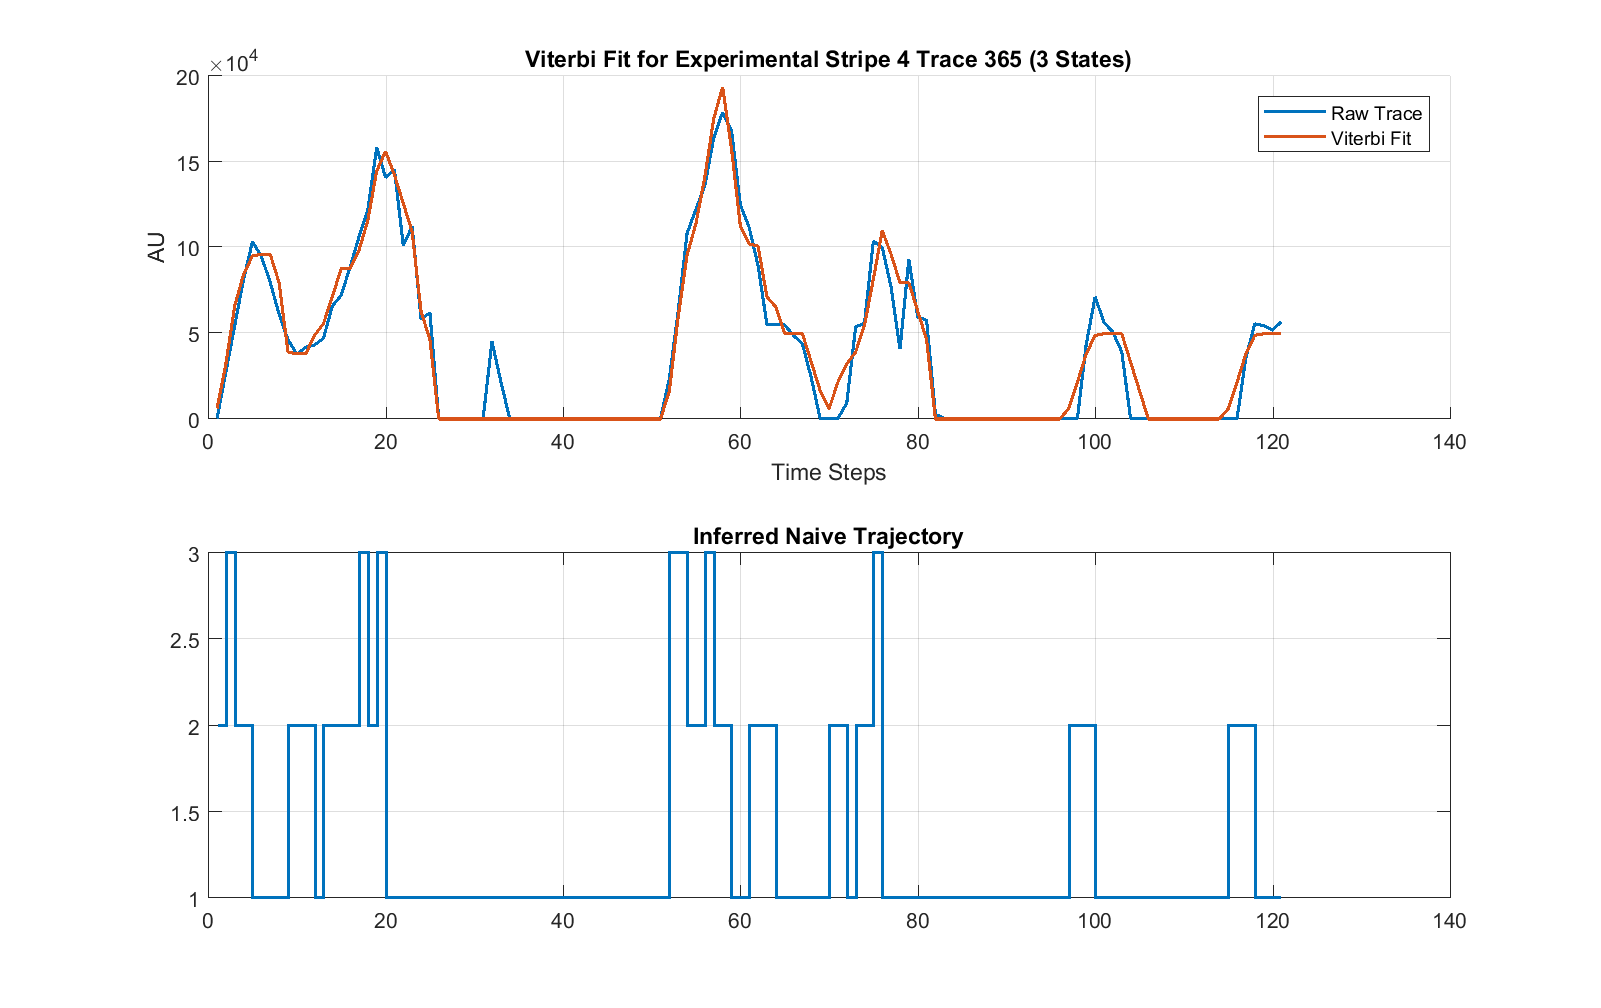 Viterbi Fit for Experimental Stripe 4 Trace 365 (3 States)
×10⁴
20
15
10
5
0
AU
0 20 40 60 80 100 120 140
Time Steps
Raw Trace
Viterbi Fit
Inferred Naive Trajectory
3
2.5
2
1.5
1
0 20 40 60 80 100 120 140